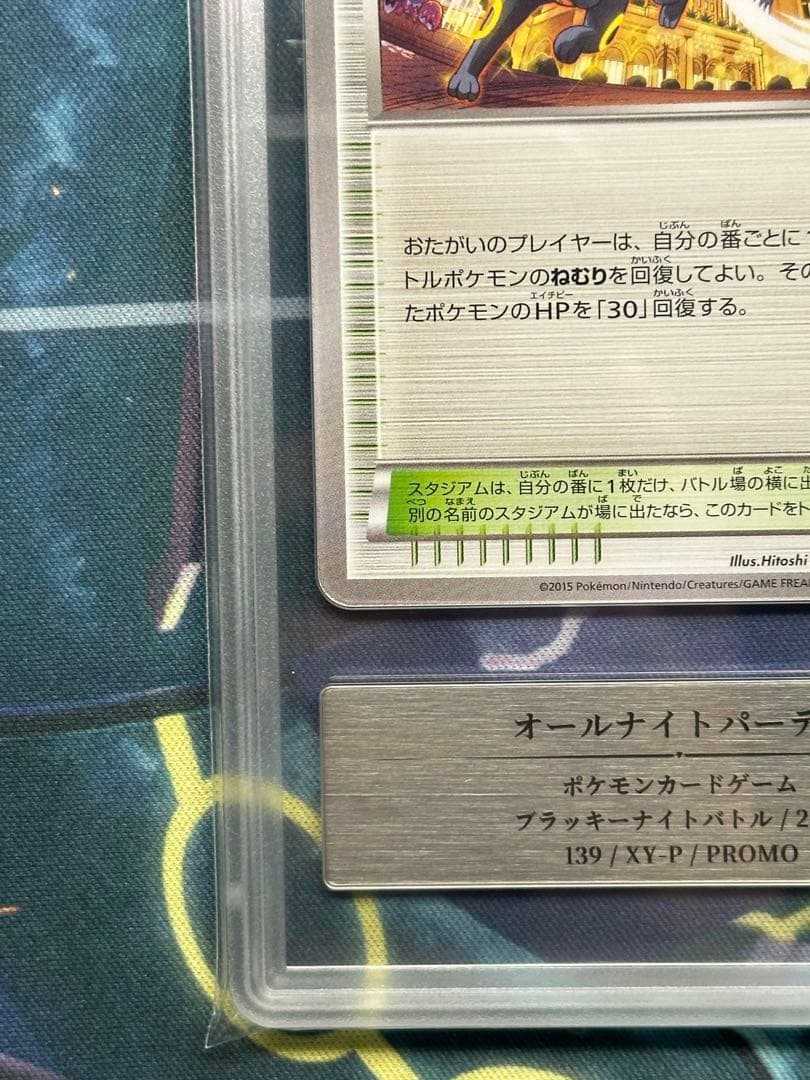 おたがいのプレイヤーは、自分の番ごとに
トルポケモンのねむりを回復してよい。その
たポケモンのHPを「30」回復する。
スタジアムは、自分の番に1枚だけ、バトル場の横に出
別の名前のスタジアムが場に出たなら、このカードをト
Illus.Hitoshi
©2015 Pokémon/Nintendo/Creatures/GAME FREA
オールナイトパーテ
ポケモンカードゲーム
ブラッキーナイトバトル / 2
139 / XY-P / PROMO